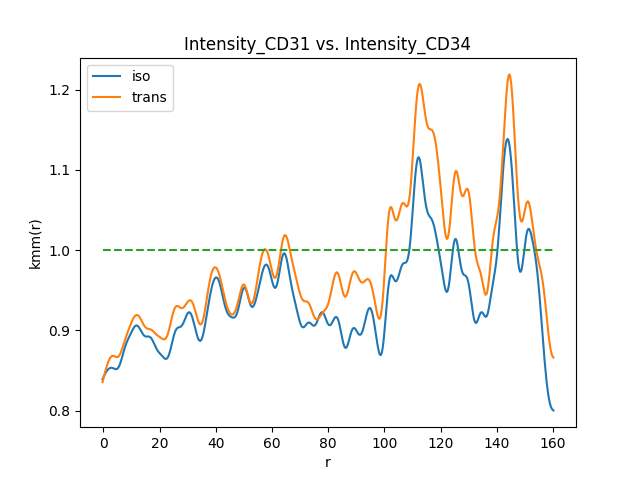 Intensity_CD31 vs. Intensity_CD34
iso
trans
kmm(r)
1.2
1.1
1.0
0.9
0.8
0 20 40 60 80 100 120 140 160
r